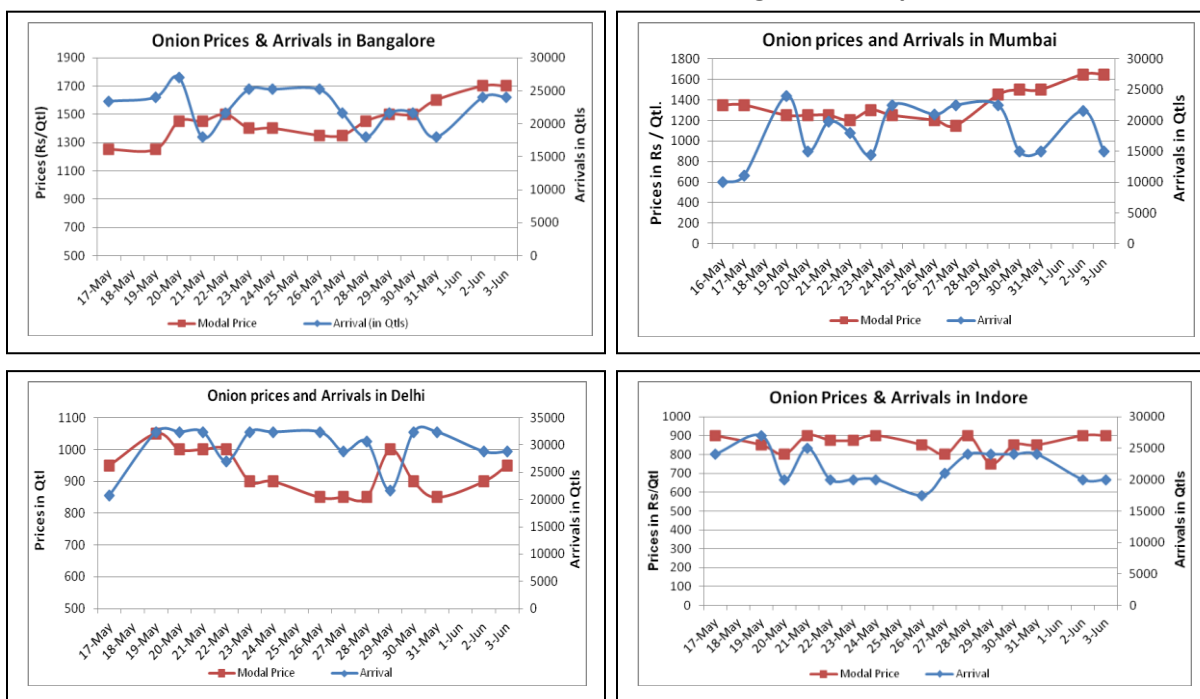 Onion Prices & Arrivals in Bangalore
Prices (Rs/Qtl)
1900
1700
1500
1300
1100
900
700
500
30000
25000
20000
15000
10000
5000
0
Arrivals in Qtls
17-May
18-May
19-May
20-May
21-May
22-May
23-May
24-May
25-May
26-May
27-May
28-May
29-May
30-May
31-May
1-Jun
2-Jun
3-Jun
Modal Price
Arrival (in Qtls)
Onion prices and Arrivals in Mumbai
Prices in Rs / Qtl.
1800
1600
1400
1200
1000
800
600
400
200
0
30000
25000
20000
15000
10000
5000
0
Arrivals in Qtls
16-May
17-May
18-May
19-May
20-May
21-May
22-May
23-May
24-May
25-May
26-May
27-May
28-May
29-May
30-May
31-May
1-Jun
2-Jun
3-Jun
Modal Price
Arrival
Onion prices and Arrivals in Delhi
Prices in Qtl
1100
1000
900
800
700
600
500
35000
30000
25000
20000
15000
10000
5000
0
Arrivals in Qtls
17-May
18-May
19-May
20-May
21-May
22-May
23-May
24-May
25-May
26-May
27-May
28-May
29-May
30-May
31-May
1-Jun
2-Jun
3-Jun
Modal Price
Arrival
Onion Prices & Arrivals in Indore
Prices in Rs/Qtl
1000
900
800
700
600
500
400
300
200
100
0
30000
25000
20000
15000
10000
5000
0
Arrivals in Qtls
17-May
18-May
19-May
20-May
21-May
22-May
23-May
24-May
25-May
26-May
27-May
28-May
29-May
30-May
31-May
1-Jun
2-Jun
3-Jun
Modal Price
Arrival